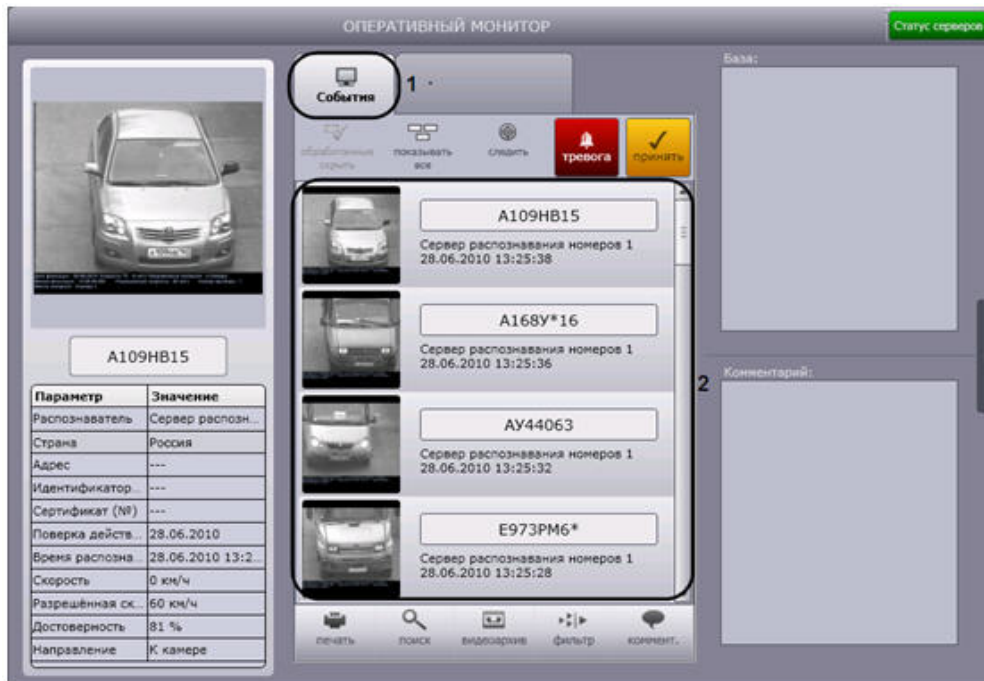 ОПЕРАТИВНЫЙ МОНИТОР
Статус серверов
А109НВ15
Параметр Значение
Распознаватель Сервер распозн...
Страна Россия
Адрес ---
Идентификатор... ---
Сертификат (№) ---
Поверка действ... 28.06.2010
Время распозна... 28.06.2010 13:2...
Скорость 0 км/ч
Разрешённая ск... 60 км/ч
Достоверность 81 %
Направление К камере
События
1
обработанные скрыть
показывать все
следить
тревога
принять
А109НВ15
Сервер распознавания номеров 1
28.06.2010 13:25:38
А168У*16
Сервер распознавания номеров 1
28.06.2010 13:25:36
АУ44063
Сервер распознавания номеров 1
28.06.2010 13:25:32
Е973РМ6*
Сервер распознавания номеров 1
28.06.2010 13:25:28
2
печать
поиск
видеоархив
фильтр
коммент.
База:
Комментарий: